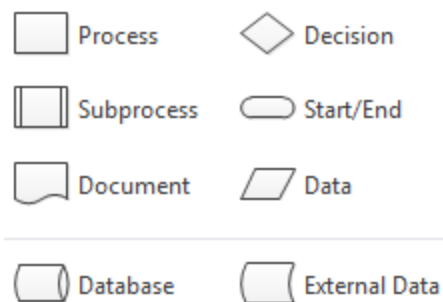 Process Decision
Subprocess Start/End
Document Data
Database External Data